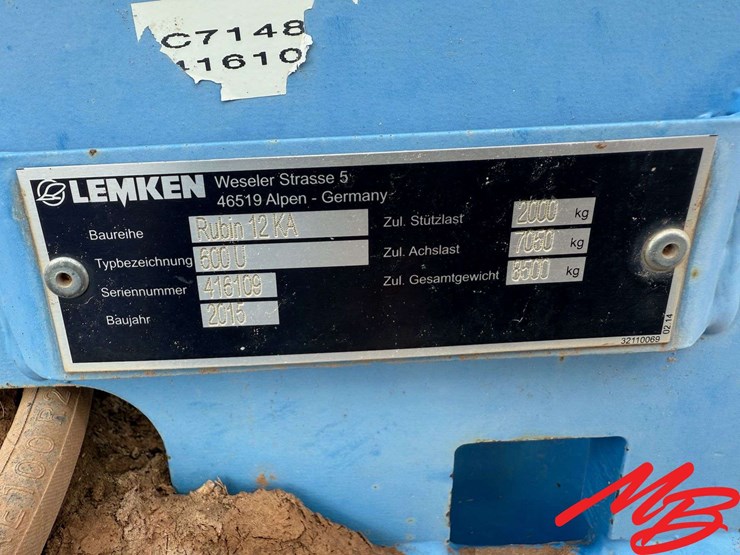 C7148
41610
LEMKEN Weseler Strasse 5
46519 Alpen - Germany
Baureihe Rubin 12 KA
Typbezeichnung 600 U
Seriennummer 416109
Baujahr 2015
Zul. Stützlast 2000 kg
Zul. Achslast 7050 kg
Zul. Gesamtgewicht 8500 kg
32110069 02.14
MB